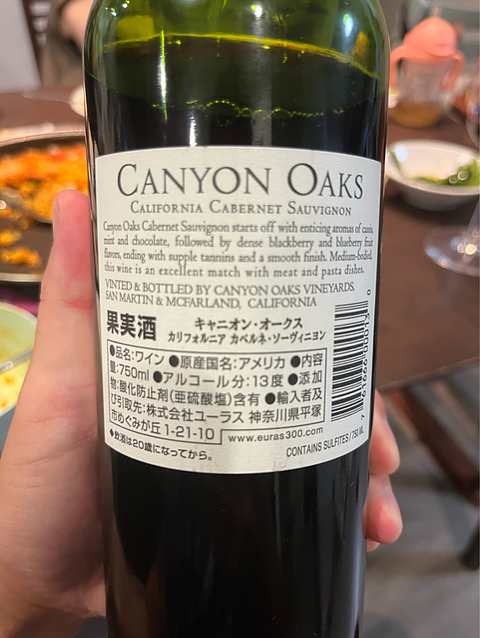 CANYON OAKS
CALIFORNIA CABERNET SAUVIGNON
Canyon Oaks Cabernet Sauvignon starts off with enticing aromas of cassis,
mint and chocolate, followed by dense blackberry and blueberry fruit
flavors, ending with supple tannins and a smooth finish. Medium-bodied,
this wine is an excellent match with meat and pasta dishes.
VINTED & BOTTLED BY CANYON OAKS VINEYARDS,
SAN MARTIN & MCFARLAND, CALIFORNIA
果実酒
キャニオン・オークス
カリフォルニア カベルネ・ソーヴィニヨン
●品名:ワイン ●原産国名:アメリカ ●内容
量:750ml ●アルコール分:13度 ●添加
物:酸化防止剤(亜硫酸塩)含有 ●輸入者及
び引取先:株式会社ユーラス 神奈川県平塚
市めぐみが丘 1-21-10
www.euras300.com
◆飲酒は20歳になってから。
CONTAINS SULFITES / 750 ML